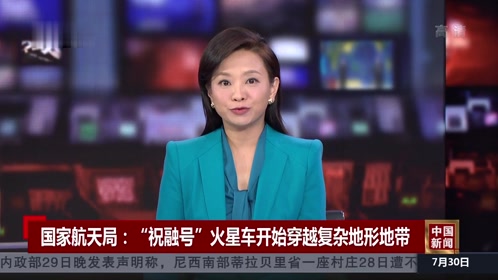 高清
国家航天局：“祝融号”火星车开始穿越复杂地形地带
中国
新闻
内政部29日晚发表声明称，尼西南部蒂拉贝里省一座村庄28日遭不
7月30日